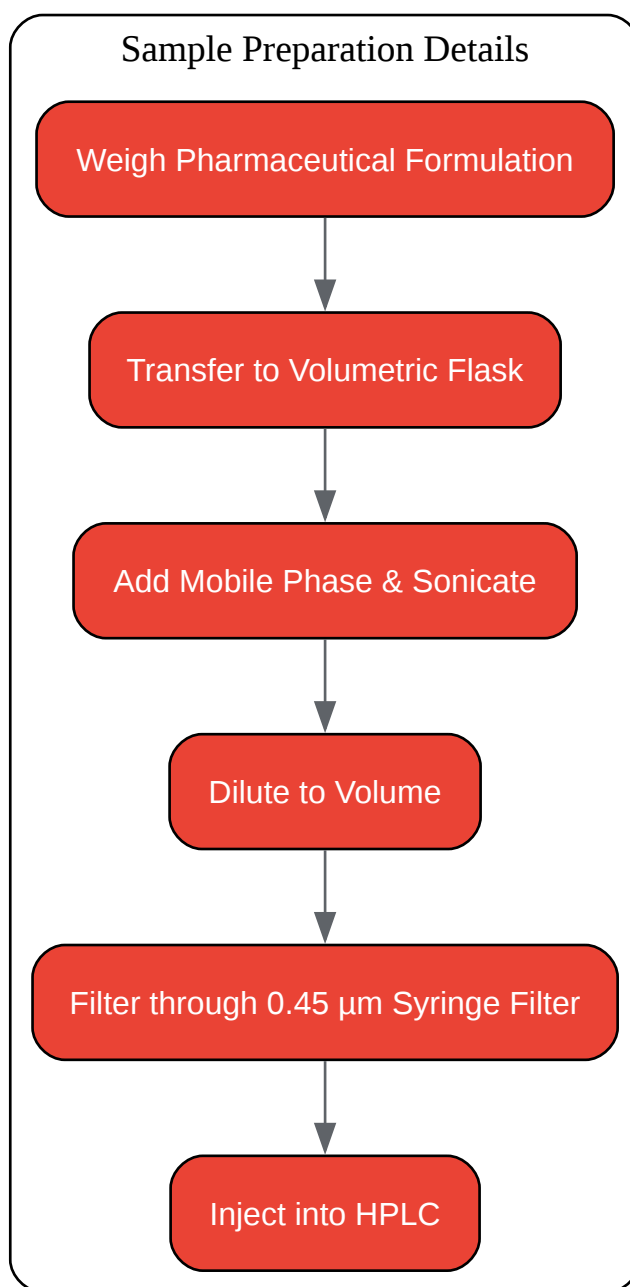 Sample Preparation Details
Weigh Pharmaceutical Formulation
Transfer to Volumetric Flask
Add Mobile Phase & Sonicate
Dilute to Volume
Filter through 0.45 µm Syringe Filter
Inject into HPLC